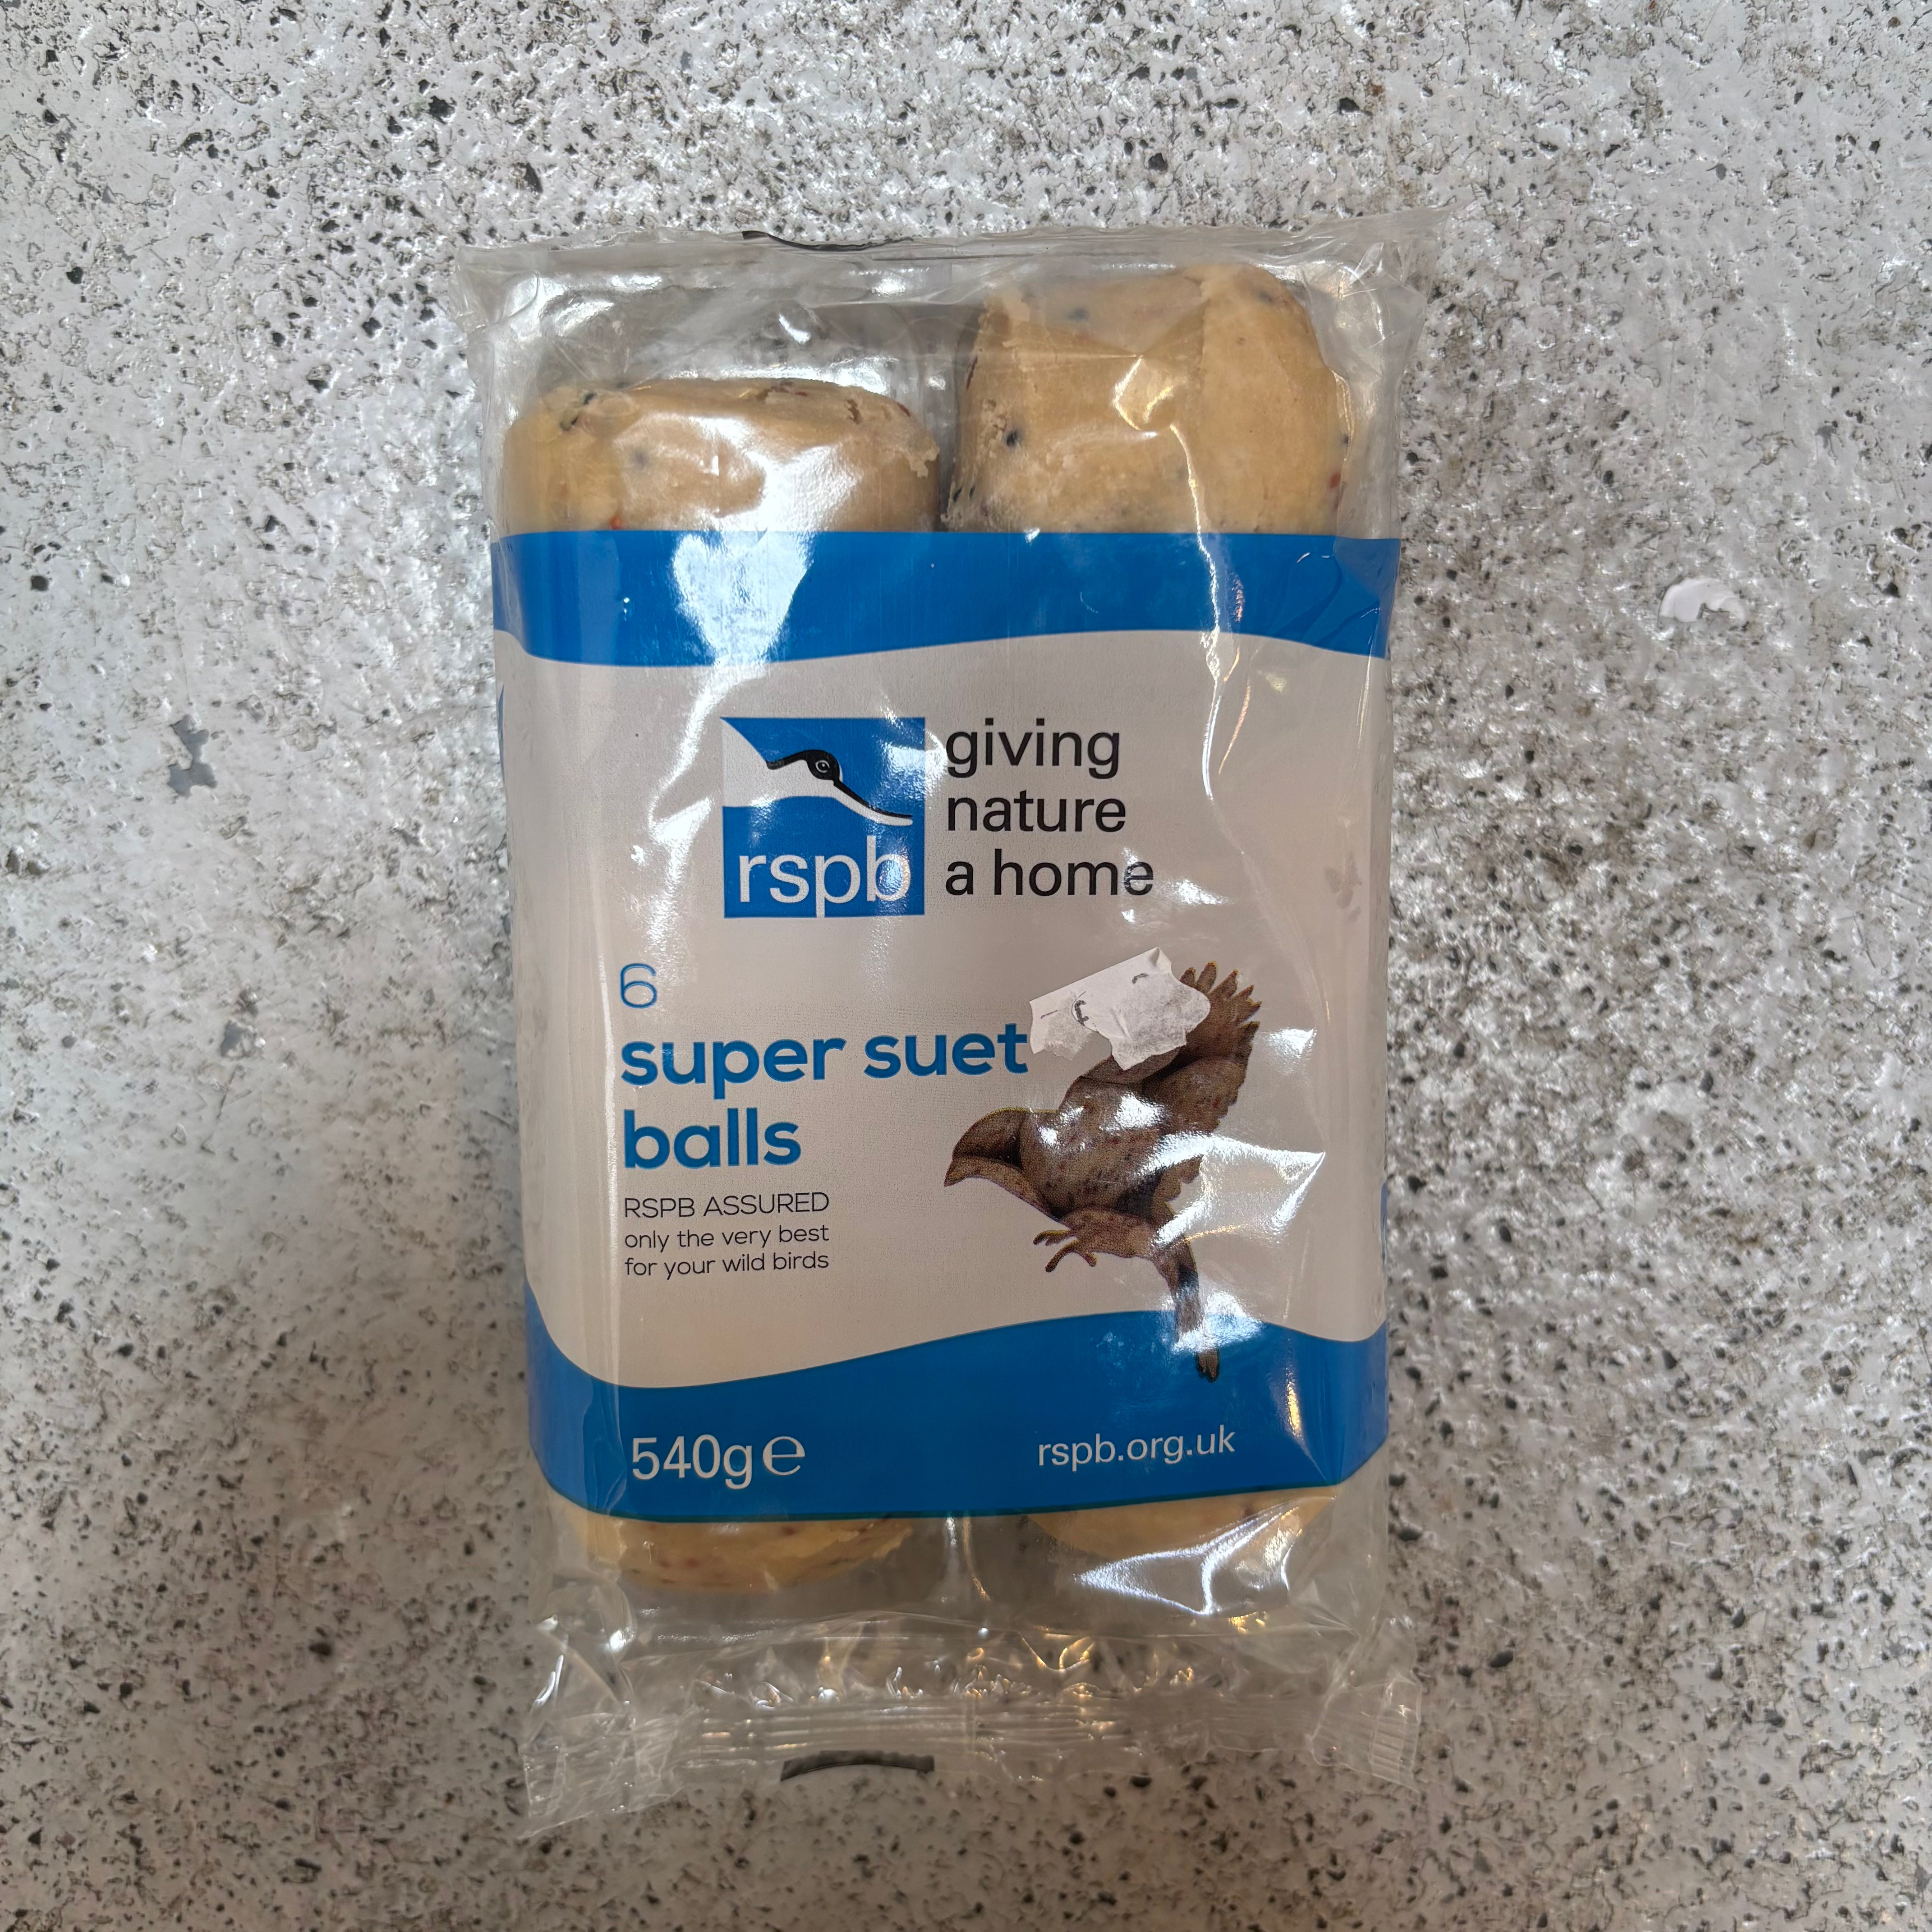 rspb
giving
nature
a home
6
super suet
balls
RSPB ASSURED
only the very best
for your wild birds
540g℮
rspb.org.uk